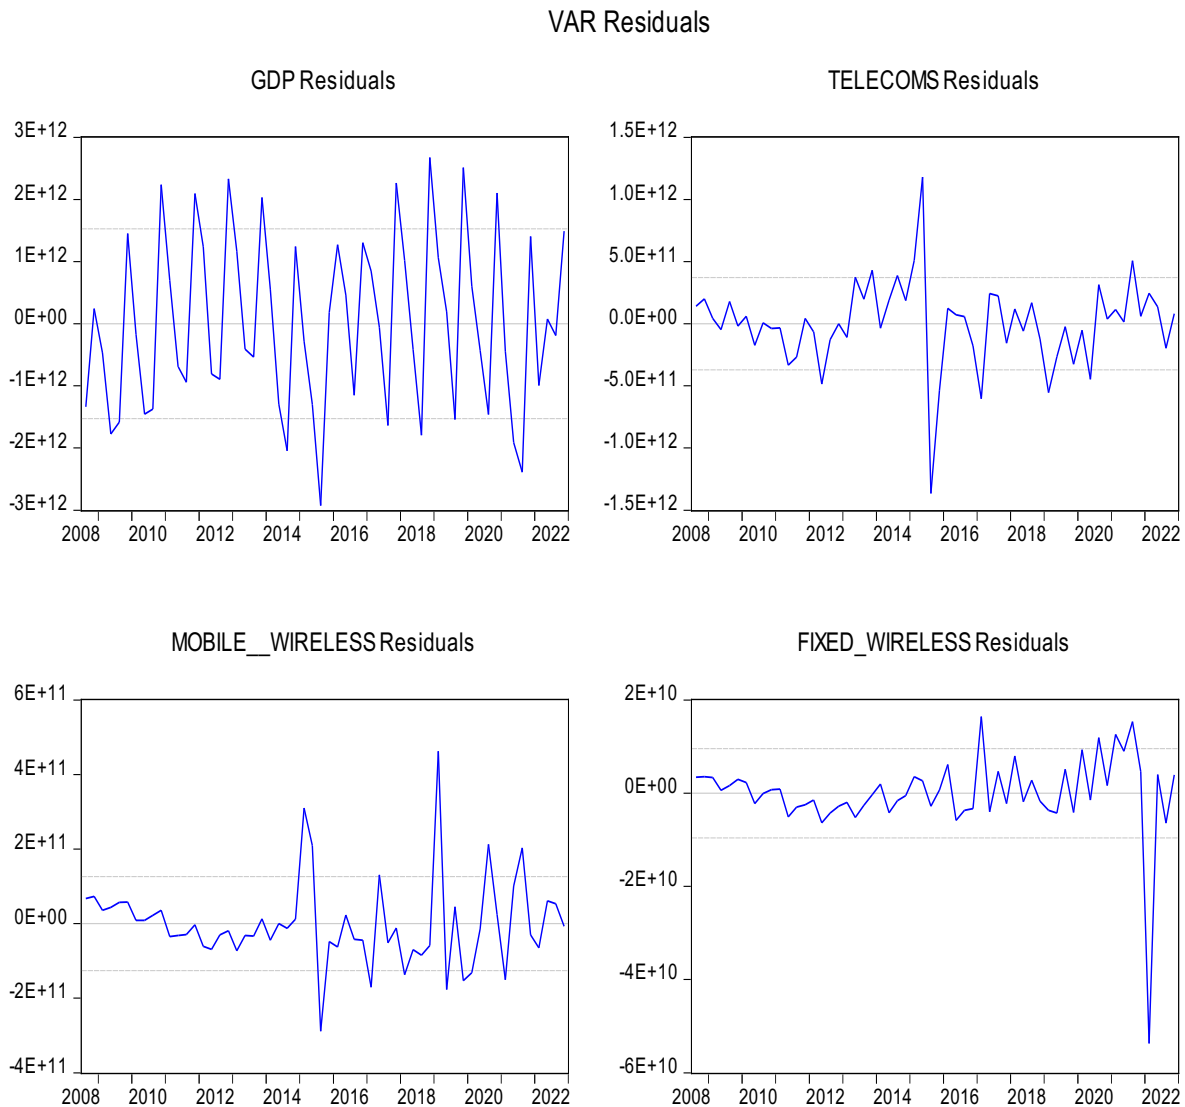 VAR Residuals
GDP Residuals
3E+12
2E+12
1E+12
0E+00
-1E+12
-2E+12
-3E+12
2008 2010 2012 2014 2016 2018 2020 2022
TELECOMS Residuals
1.5E+12
1.0E+12
5.0E+11
0.0E+00
-5.0E+11
-1.0E+12
-1.5E+12
2008 2010 2012 2014 2016 2018 2020 2022
MOBILE__WIRELESS Residuals
6E+11
4E+11
2E+11
0E+00
-2E+11
-4E+11
2008 2010 2012 2014 2016 2018 2020 2022
FIXED_WIRELESS Residuals
2E+10
0E+00
-2E+10
-4E+10
-6E+10
2008 2010 2012 2014 2016 2018 2020 2022